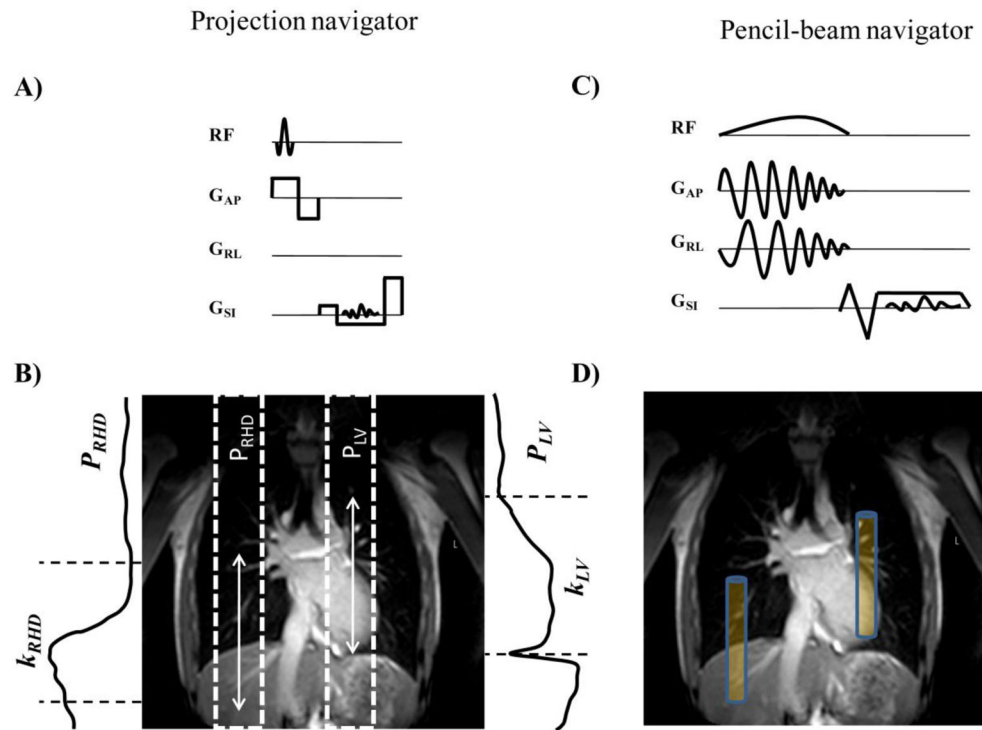 Projection navigator
Pencil-beam navigator
A)
RF
G_AP
G_RL
G_SI
C)
RF
G_AP
G_RL
G_SI
B)
P_RHD
k_RHD
P_RHD
P_LV
L
P_LV
k_LV
D)
L